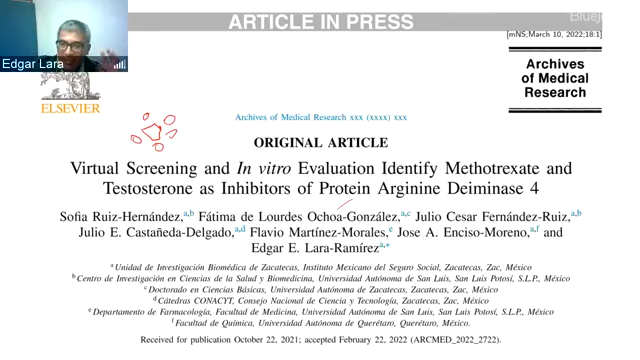 ARTICLE IN PRESS
[mNS;March 10, 2022;18:1]
Edgar Lara
Archives
of Medical
Research
ELSEVIER
Archives of Medical Research xxx (xxxx) xxx
ORIGINAL ARTICLE
Virtual Screening and In vitro Evaluation Identify Methotrexate and
Testosterone as Inhibitors of Protein Arginine Deiminase 4
Sofia Ruiz-Hernández,a,b Fátima de Lourdes Ochoa-González,a,c Julio Cesar Fernández-Ruiz,a,b
Julio E. Castañeda-Delgado,a,d Flavio Martínez-Morales,e Jose A. Enciso-Moreno,a,f and
Edgar E. Lara-Ramíreza,*
a Unidad de Investigación Biomédica de Zacatecas, Instituto Mexicano del Seguro Social, Zacatecas, Zac, México
b Centro de Investigación en Ciencias de la Salud y Biomedicina, Universidad Autónoma de San Luis, San Luis Potosí, S.L.P., México
c Doctorado en Ciencias Básicas, Universidad Autónoma de Zacatecas, Zacatecas, Zac, México
d Cátedras CONACYT, Consejo Nacional de Ciencia y Tecnología, Zacatecas, Zac, México
e Departamento de Farmacología, Facultad de Medicina, Universidad Autónoma de San Luis, San Luis Potosí, S.L.P., México
f Facultad de Química, Universidad Autónoma de Querétaro, Querétaro, México.
Received for publication October 22, 2021; accepted February 22, 2022 (ARCMED_2022_2722).